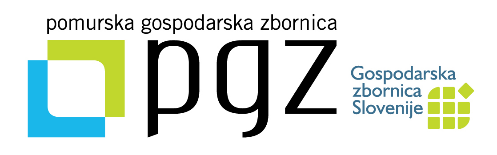 pomurska gospodarska zbornica
pgz
Gospodarska
zbornica
Slovenije